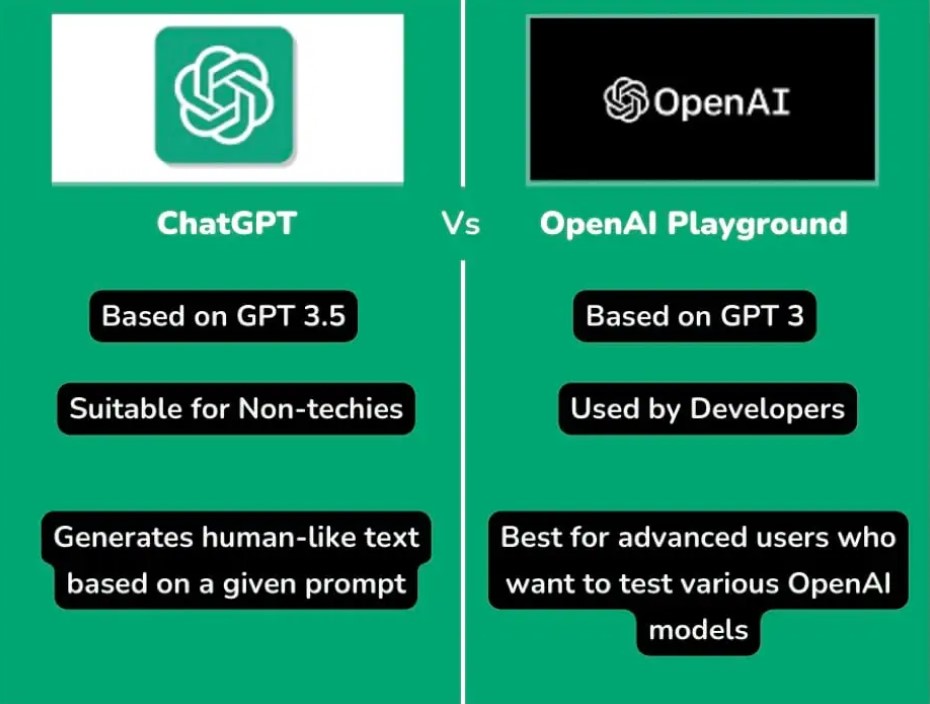 OpenAI
ChatGPT
Vs
OpenAI Playground
Based on GPT 3.5
Based on GPT 3
Suitable for Non-techies
Used by Developers
Generates human-like text
based on a given prompt
Best for advanced users who
want to test various OpenAI
models